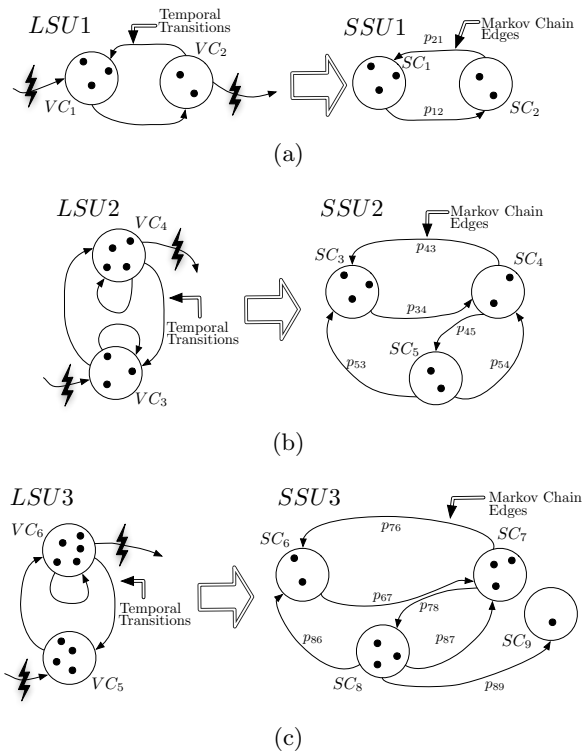 LSU1
Temporal
Transitions
VC2
VC1
SSU1
Markov Chain
Edges
p21
SC1
SC2
p12
(a)
LSU2
VC4
Temporal
Transitions
VC3
SSU2
Markov Chain
Edges
p43
SC3
SC4
p34
p45
SC5
p53
p54
(b)
LSU3
VC6
Temporal
Transitions
VC5
SSU3
Markov Chain
Edges
p76
SC6
SC7
p67
p78
p86
p87
SC9
SC8
p89
(c)